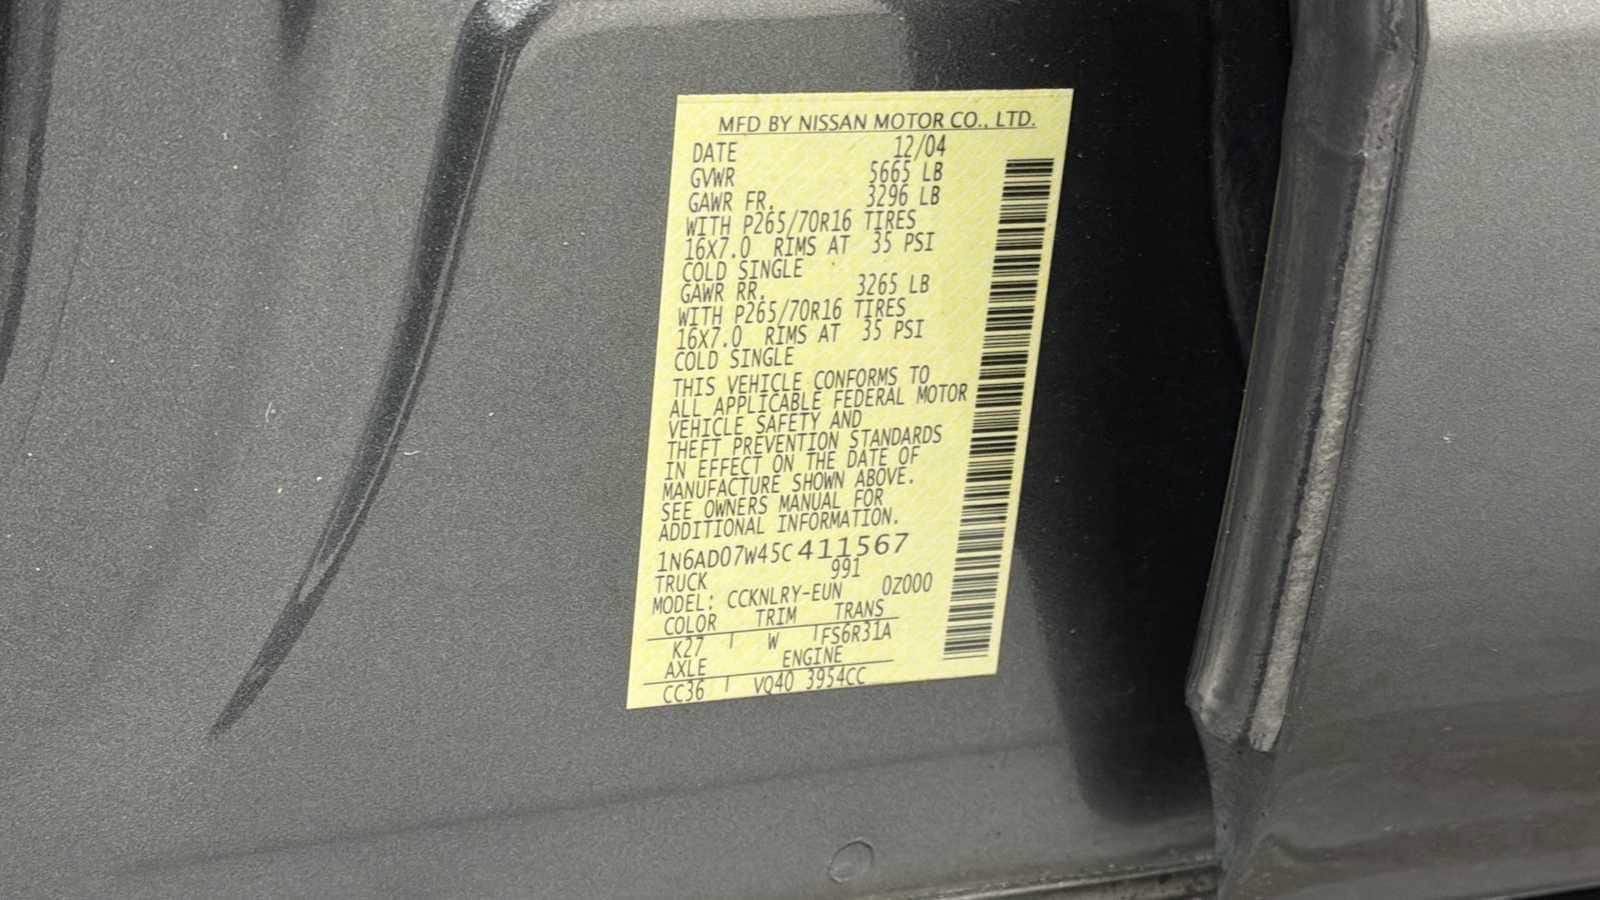 MFD BY NISSAN MOTOR CO., LTD.
DATE 12/04
GVWR 5665 LB
GAWR FR. 3296 LB
WITH P265/70R16 TIRES
16X7.0 RIMS AT 35 PSI
COLD SINGLE
GAWR RR. 3265 LB
WITH P265/70R16 TIRES
16X7.0 RIMS AT 35 PSI
COLD SINGLE
THIS VEHICLE CONFORMS TO
ALL APPLICABLE FEDERAL MOTOR
VEHICLE SAFETY AND
THEFT PREVENTION STANDARDS
IN EFFECT ON THE DATE OF
MANUFACTURE SHOWN ABOVE.
SEE OWNERS MANUAL FOR
ADDITIONAL INFORMATION.
1N6AD07W45C411567
TRUCK 991
MODEL: CCKNLRY-EUN 0Z000
COLOR TRIM TRANS
K27 W FS6R31A
AXLE ENGINE
CC36 VQ40 3954CC